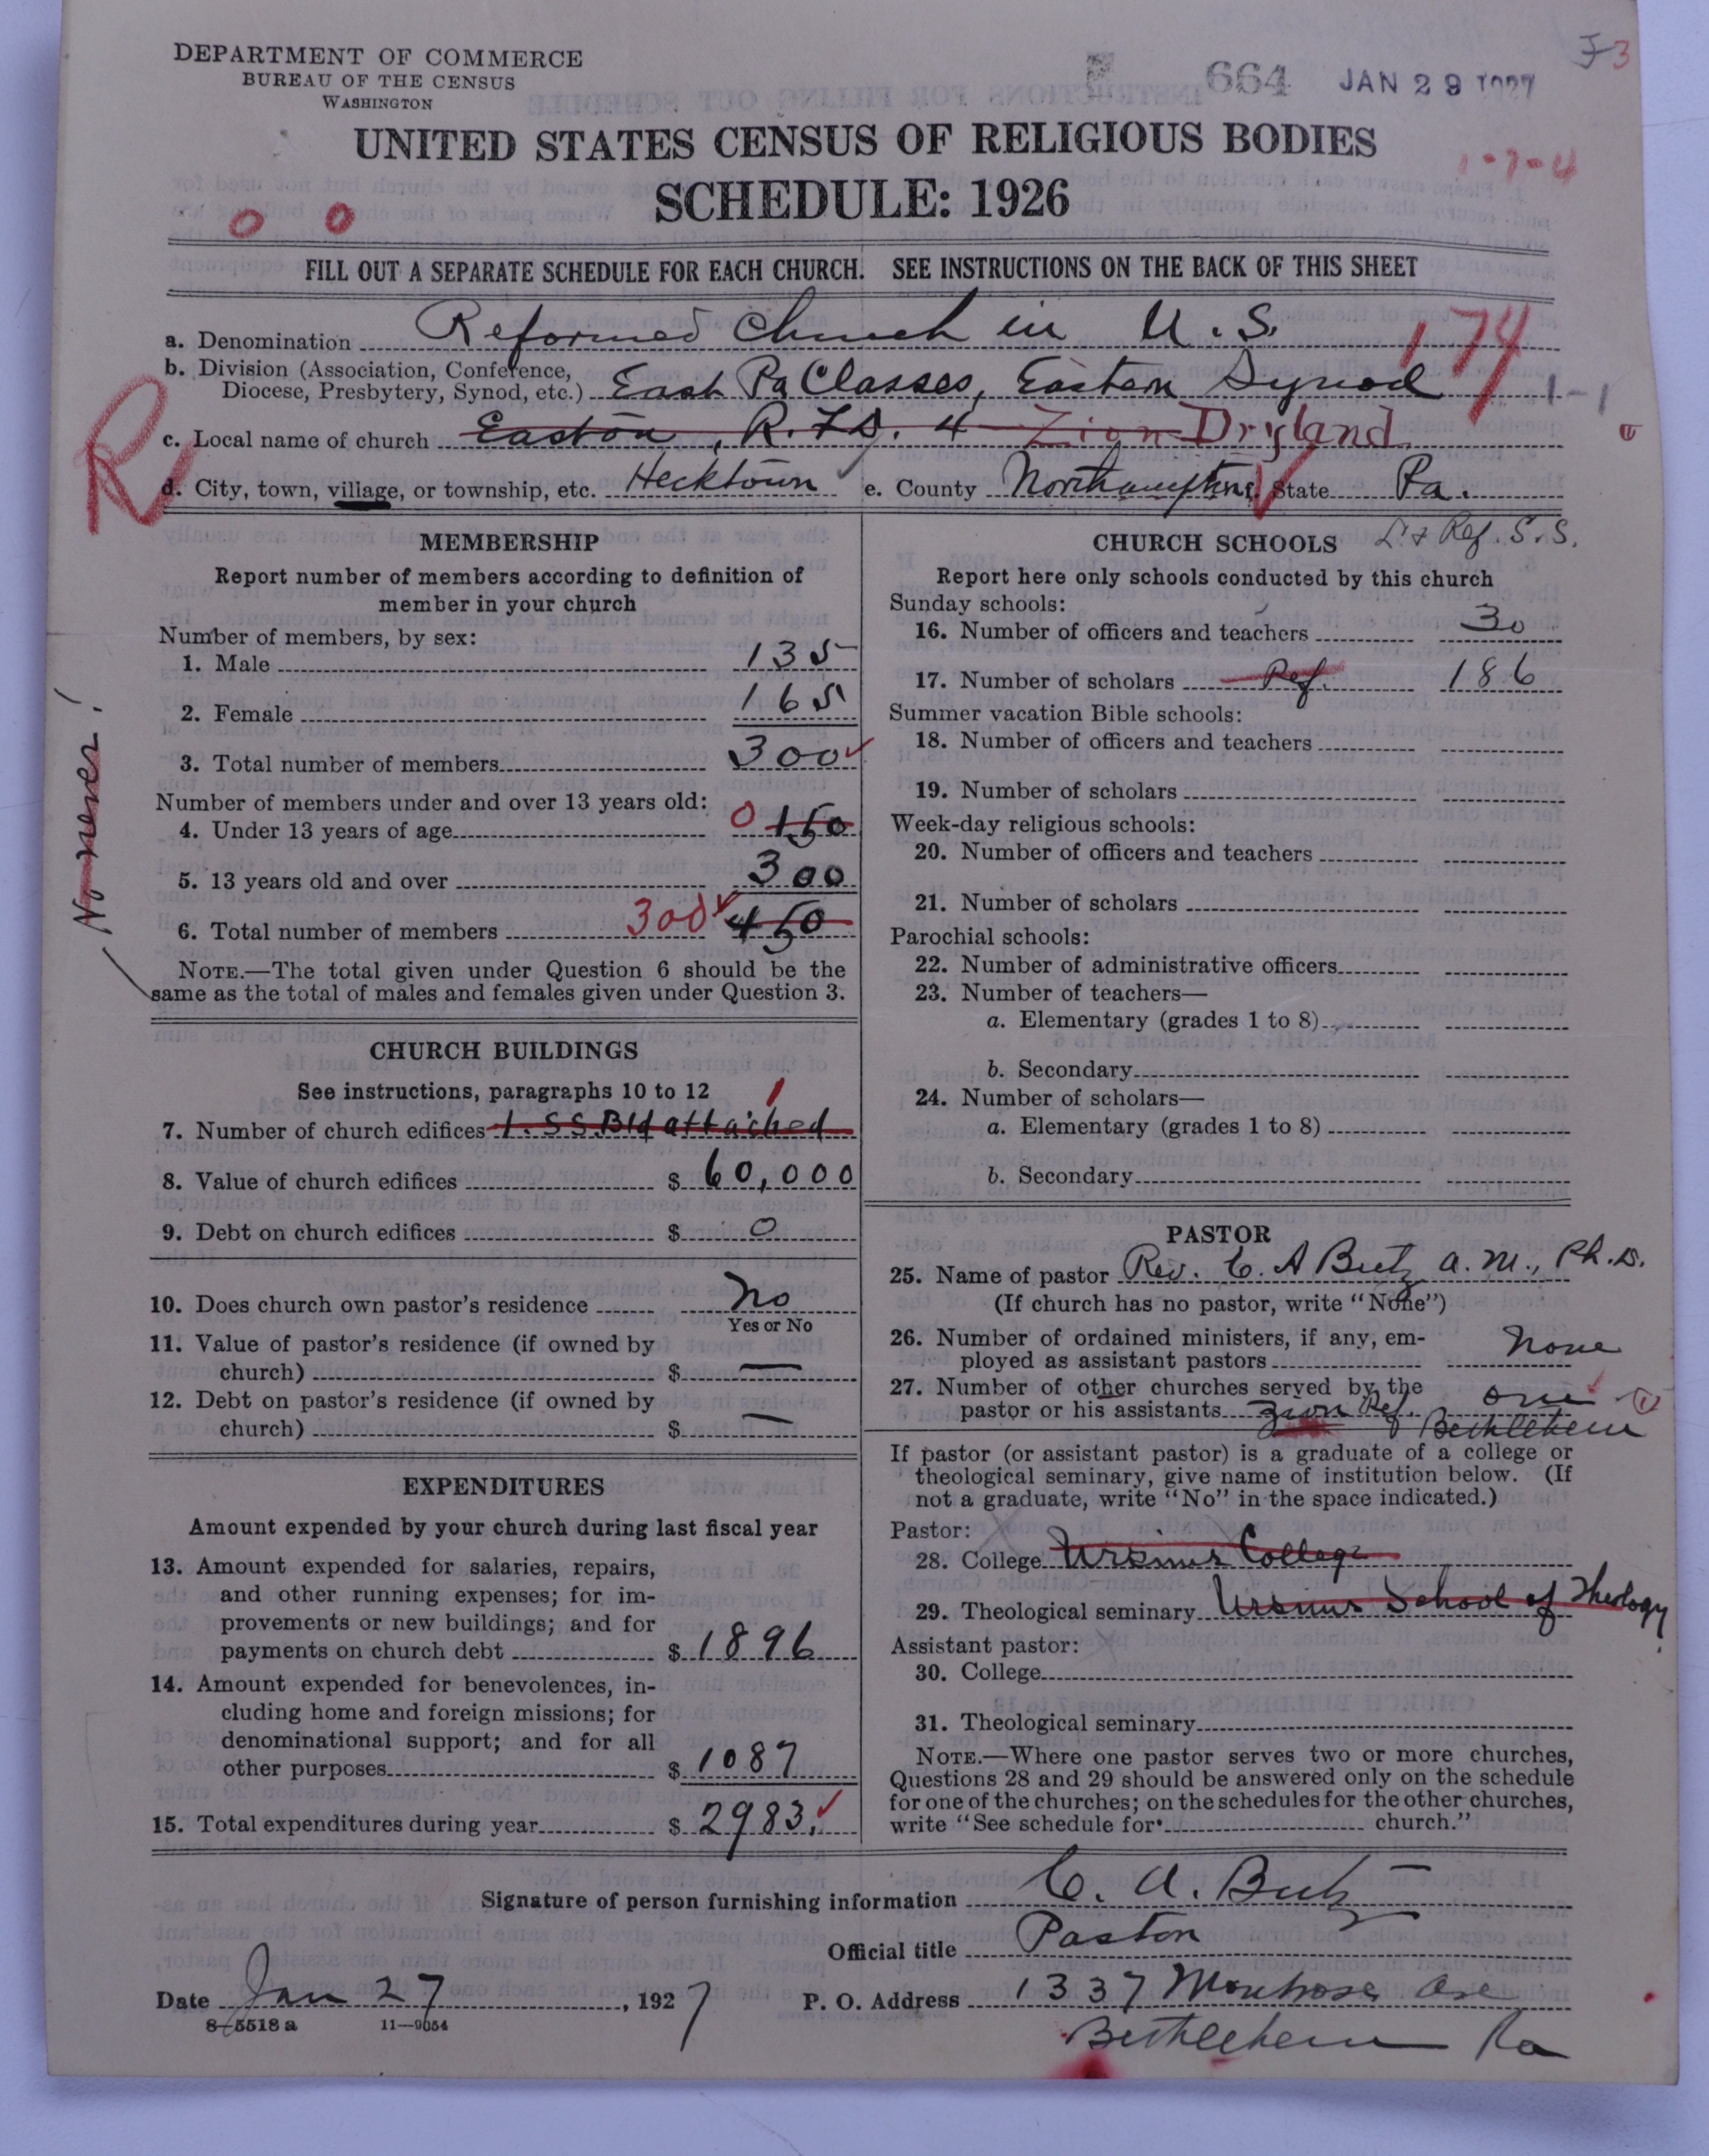 DEPARTMENT OF COMMERCE
BUREAU OF THE CENSUS
WASHINGTON
664 JAN 29 1927
53
UNITED STATES CENSUS OF RELIGIOUS BODIES
1-7-4
SCHEDULE: 1926
0 0
FILL OUT A SEPARATE SCHEDULE FOR EACH CHURCH. SEE INSTRUCTIONS ON THE BACK OF THIS SHEET
a. Denomination Reformed Church in U.S.
174
b. Division (Association, Conference,
Diocese, Presbytery, Synod, etc.) East Pa Classes, Eastern Synod 1-1
R
c. Local name of church Easton, R.F.D. 4 Zion Dryland
d. City, town, village, or township, etc. Hecktown e. County Northampton State Pa.
MEMBERSHIP
Report number of members according to definition of
member in your church
Number of members, by sex:
1. Male 135
2. Female 165
3. Total number of members 300
Number of members under and over 13 years old:
4. Under 13 years of age 0 150
5. 13 years old and over 300
6. Total number of members 300 450
NOTE.—The total given under Question 6 should be the
same as the total of males and females given under Question 3.
No never!
CHURCH BUILDINGS
See instructions, paragraphs 10 to 12
7. Number of church edifices 1. S S. Bld attached
1
8. Value of church edifices $ 60,000
9. Debt on church edifices $ 0
10. Does church own pastor's residence No
Yes or No
11. Value of pastor's residence (if owned by
church) $ —
12. Debt on pastor's residence (if owned by
church) $ —
EXPENDITURES
Amount expended by your church during last fiscal year
13. Amount expended for salaries, repairs,
and other running expenses; for im-
provements or new buildings; and for
payments on church debt $ 1896
14. Amount expended for benevolences, in-
cluding home and foreign missions; for
denominational support; and for all
other purposes $ 1087
15. Total expenditures during year $ 2983.
CHURCH SCHOOLS L & Ref. S.S.
Report here only schools conducted by this church
Sunday schools:
16. Number of officers and teachers 30
17. Number of scholars Ref. 186
Summer vacation Bible schools:
18. Number of officers and teachers
19. Number of scholars
Week-day religious schools:
20. Number of officers and teachers
21. Number of scholars
Parochial schools:
22. Number of administrative officers
23. Number of teachers—
a. Elementary (grades 1 to 8)
b. Secondary
24. Number of scholars—
a. Elementary (grades 1 to 8)
b. Secondary
PASTOR
25. Name of pastor Rev. C. A Butz A.M., Ph.D.
(If church has no pastor, write "None")
26. Number of ordained ministers, if any, em-
ployed as assistant pastors None
27. Number of other churches served by the
pastor or his assistants Zion Ref. one
Bethlehem
If pastor (or assistant pastor) is a graduate of a college or
theological seminary, give name of institution below. (If
not a graduate, write "No" in the space indicated.)
Pastor:
28. College Ursinus College
29. Theological seminary Ursinus School of Theology
Assistant pastor:
30. College
31. Theological seminary
NOTE.—Where one pastor serves two or more churches,
Questions 28 and 29 should be answered only on the schedule
for one of the churches; on the schedules for the other churches,
write "See schedule for church."
Signature of person furnishing information C. A. Butz
Official title Pastor
Date Jan 27, 1927
P. O. Address 1337 Montrose Ave
Bethlehem Pa
8-5518 a 11—9054